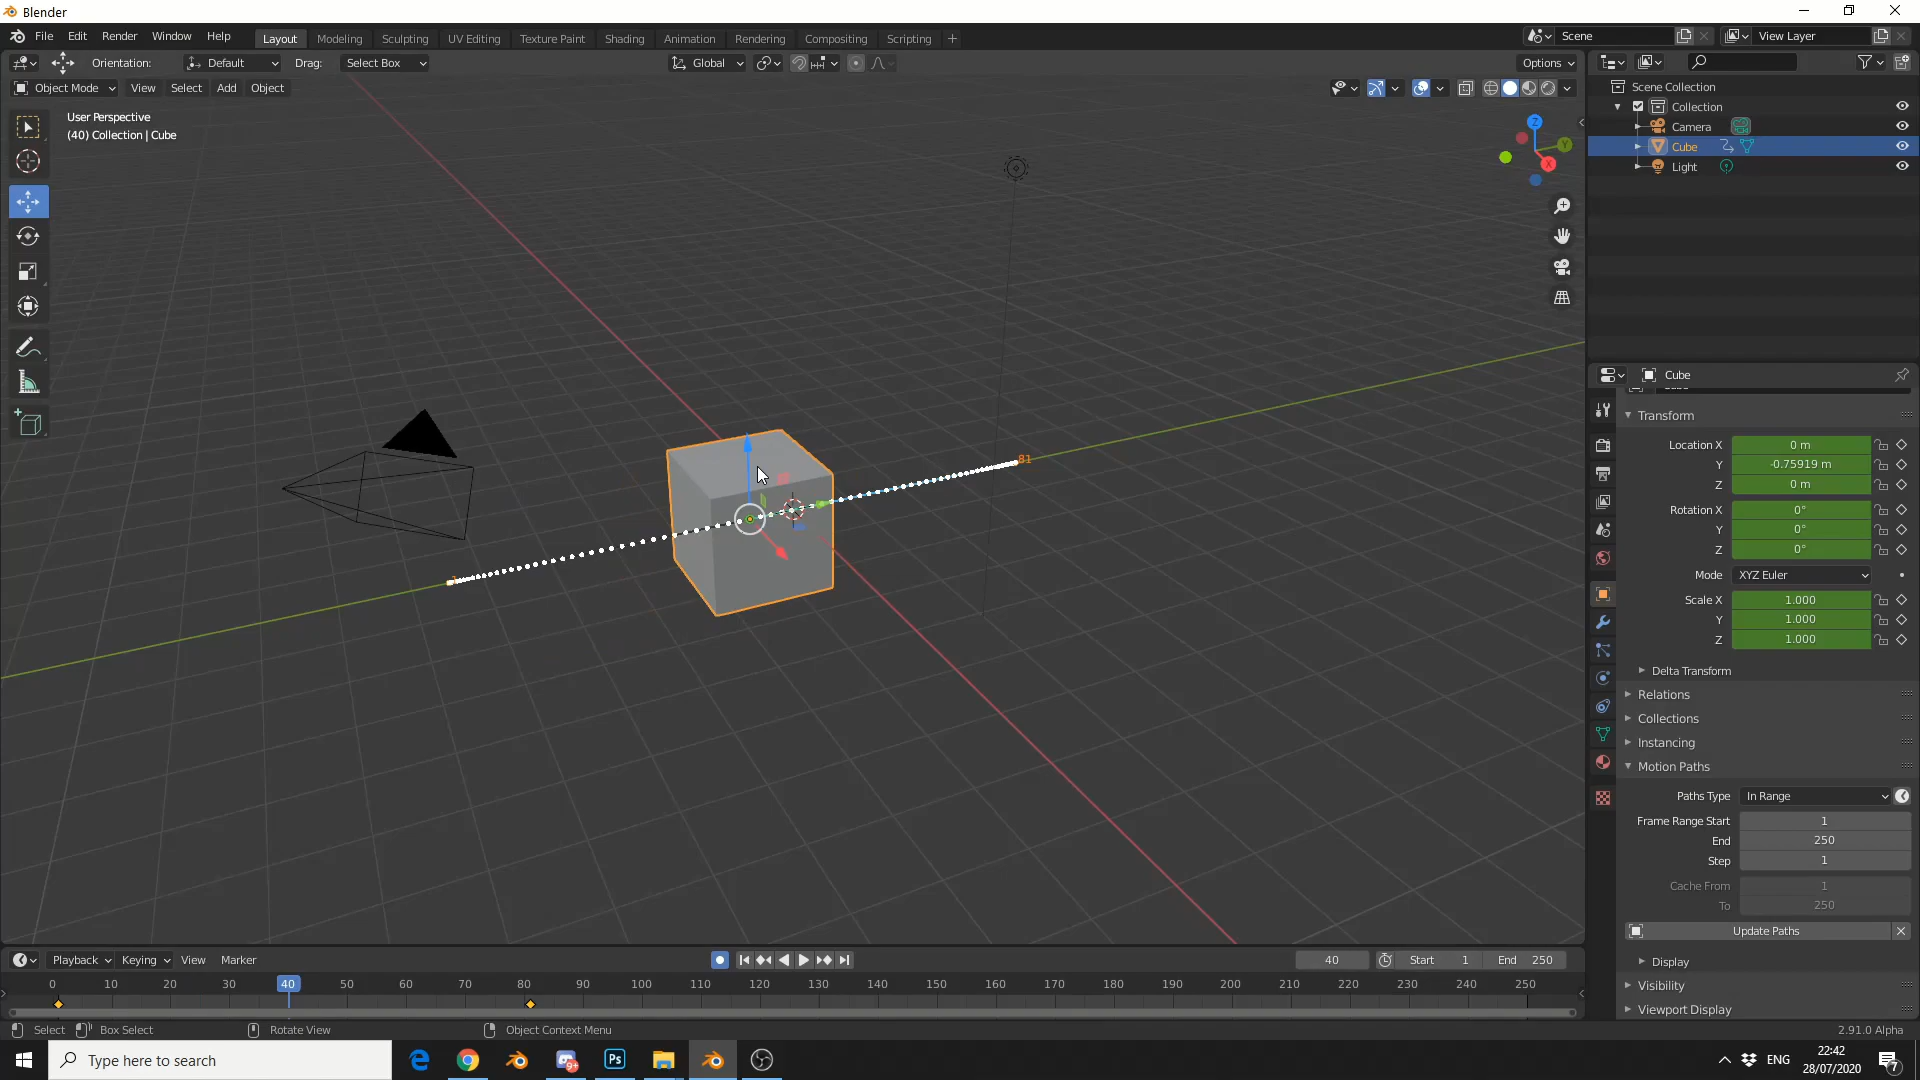 Blender
File Edit Render Window Help
Layout Modeling Sculpting UV Editing Texture Paint Shading Animation Rendering Compositing Scripting +
Scene
View Layer
Orientation: Default Drag: Select Box
Global
Options
Object Mode View Select Add Object
User Perspective
(40) Collection | Cube
Z
Y
X
Scene Collection
Collection
Camera
Cube
Light
81
Cube
Transform
Location X 0 m
Y -0.75919 m
Z 0 m
Rotation X 0°
Y 0°
Z 0°
Mode XYZ Euler
Scale X 1.000
Y 1.000
Z 1.000
Delta Transform
Relations
Collections
Instancing
Motion Paths
Paths Type In Range
Frame Range Start 1
End 250
Step 1
Cache From 1
To 250
Update Paths
Display
Visibility
Viewport Display
Playback Keying View Marker
40 Start 1 End 250
0 10 20 30 40 50 60 70 80 90 100 110 120 130 140 150 160 170 180 190 200 210 220 230 240 250
Select Box Select Rotate View Object Context Menu
2.91.0 Alpha
Type here to search
9+
Ps
ENG
22:42
28/07/2020
7